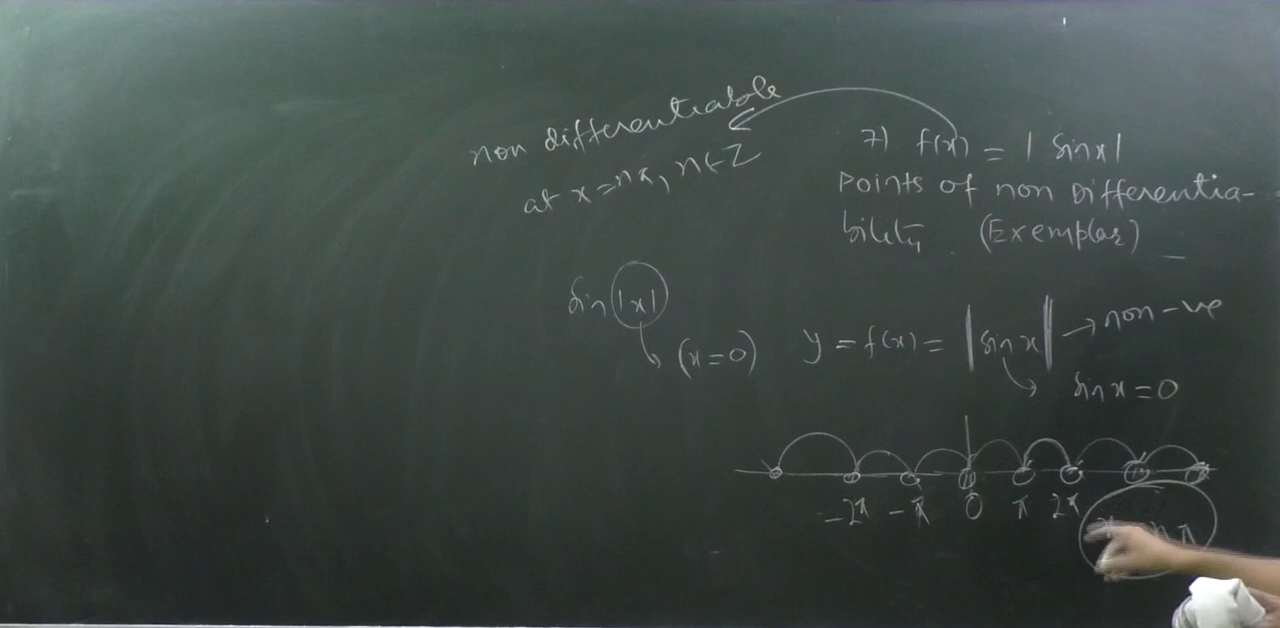 non differentiable
at x = nπ, n ∈ Z
7) f(x) = | sin x |
Points of non Differentia-
bility (Exemplar)
sin |x|
(x = 0)
y = f(x) = | sin x | → non-ve
sin x = 0
-2π -π 0 π 2π
π